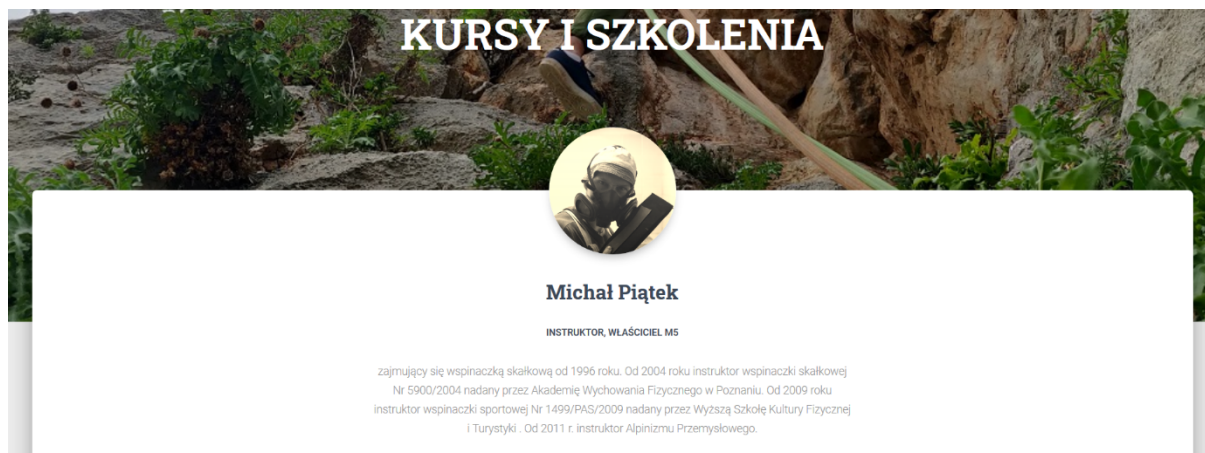 KURSY I SZKOLENIA
Michał Piątek
INSTRUKTOR, WŁAŚCICIEL M5
zajmujący się wspinaczką skałkową od 1996 roku. Od 2004 roku instruktor wspinaczki skałkowej
Nr 5900/2004 nadany przez Akademię Wychowania Fizycznego w Poznaniu. Od 2009 roku
instruktor wspinaczki sportowej Nr 1499/PAS/2009 nadany przez Wyższą Szkołę Kultury Fizycznej
i Turystyki . Od 2011 r. instruktor Alpinizmu Przemysłowego.